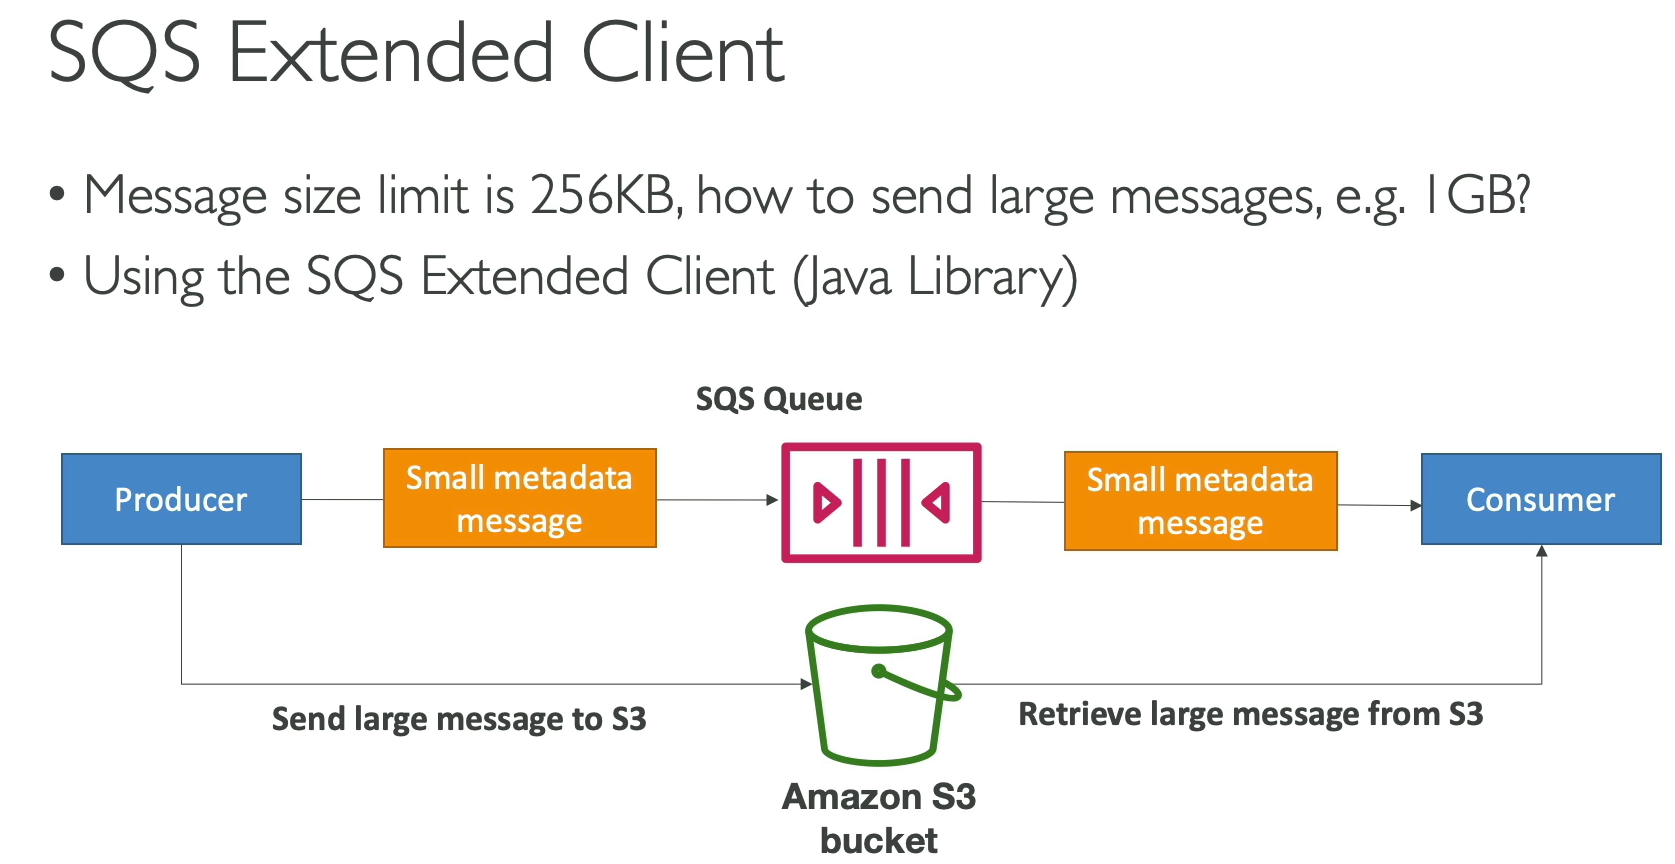 SQS Extended Client
• Message size limit is 256KB, how to send large messages, e.g. 1GB?
• Using the SQS Extended Client (Java Library)
SQS Queue
Producer
Small metadata
message
Small metadata
message
Consumer
Send large message to S3
Retrieve large message from S3
Amazon S3
bucket